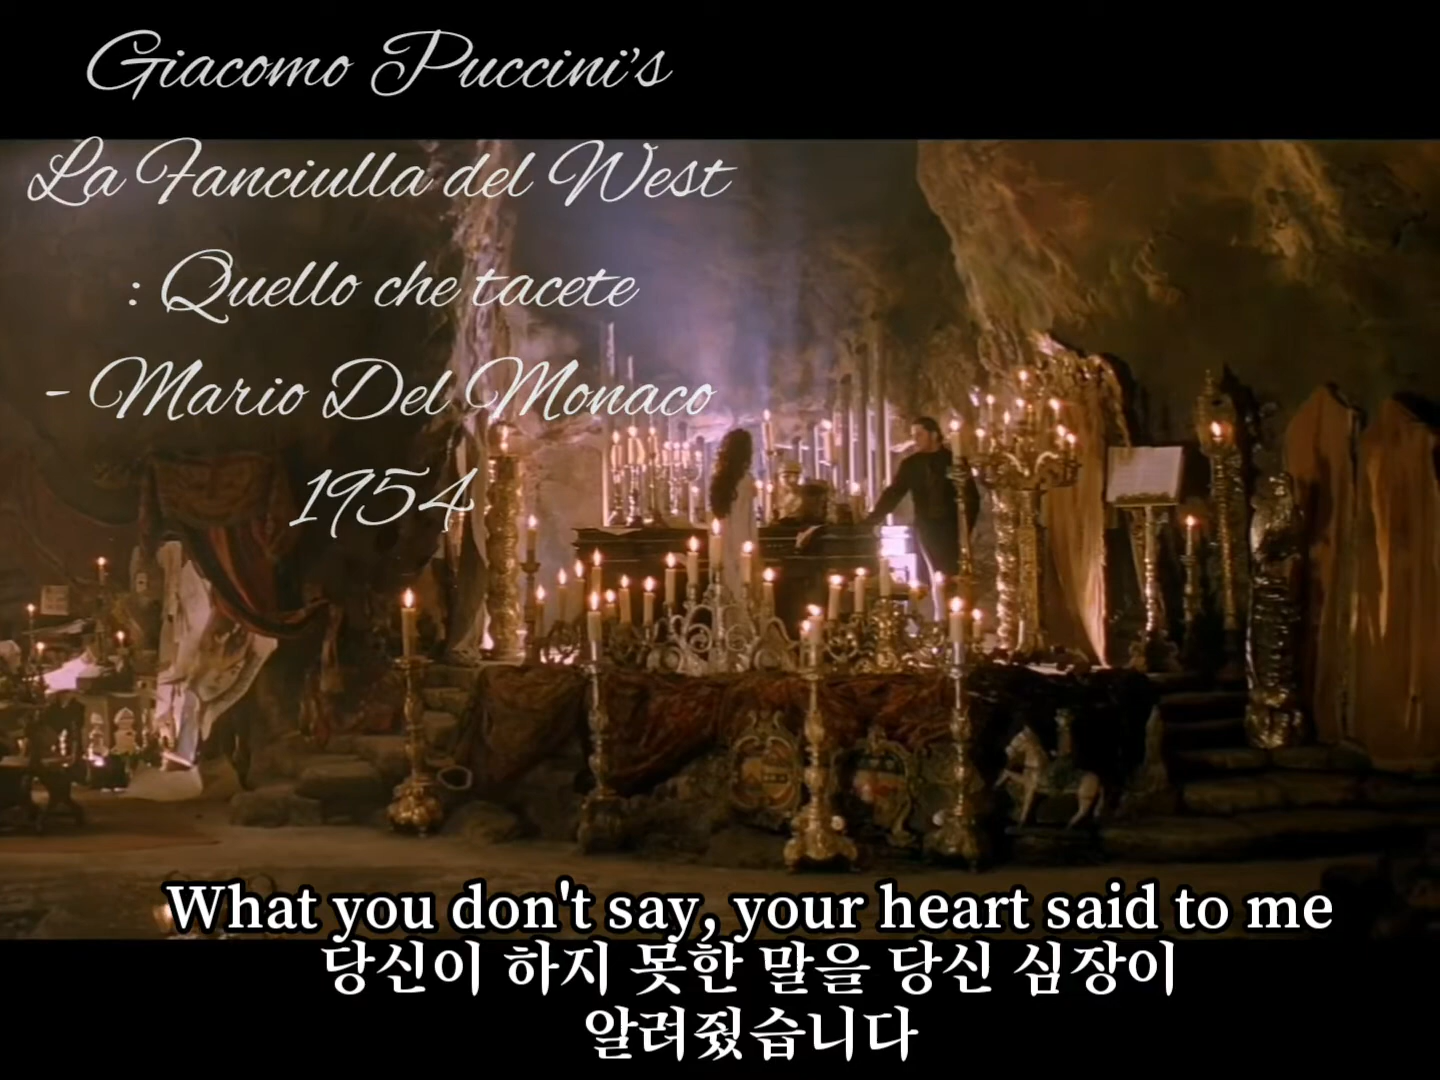 Giacomo Puccini's
La Fanciulla del West
: Quello che tacete
- Mario Del Monaco
1954
What you don't say, your heart said to me
당신이 하지 못한 말을 당신 심장이
알려줬습니다